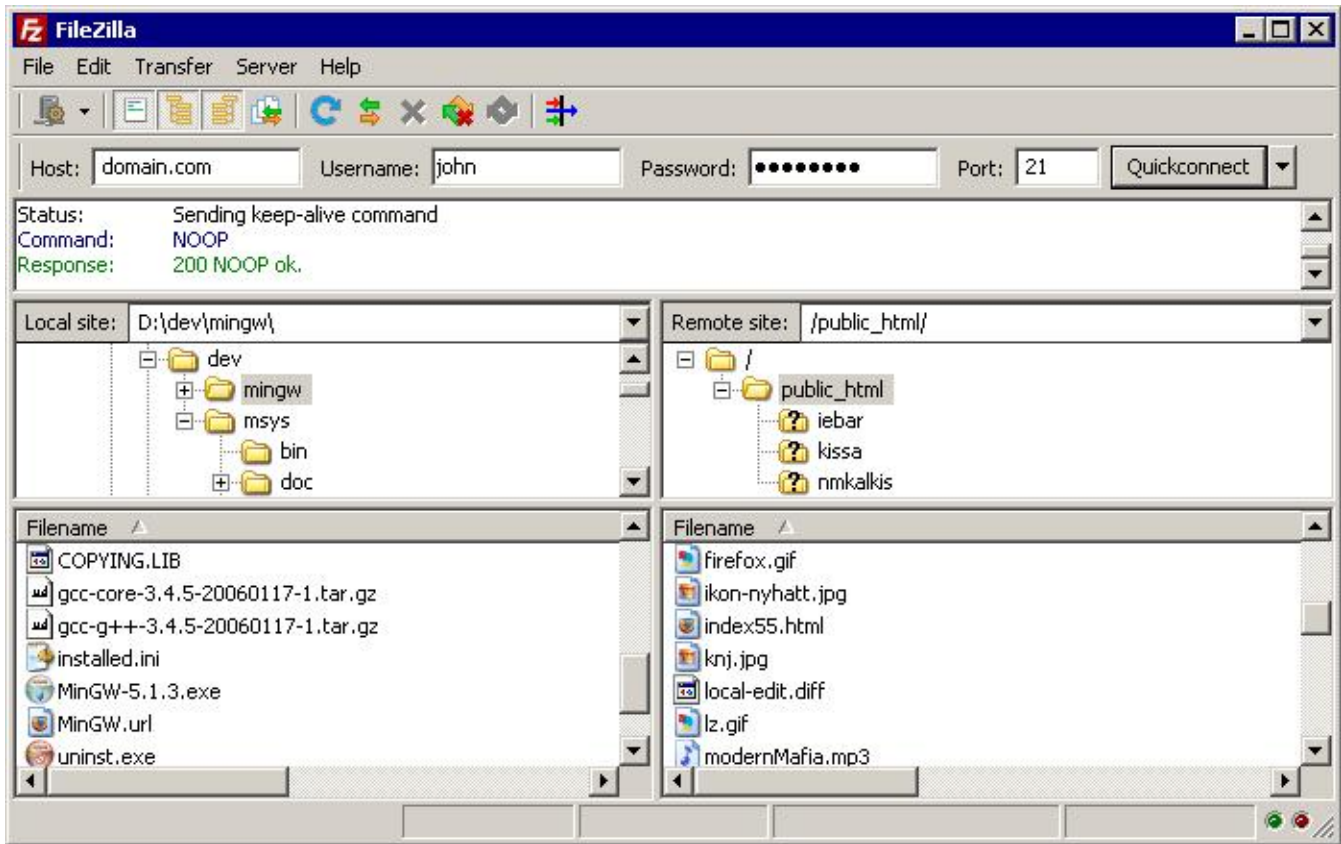 FileZilla
File Edit Transfer Server Help
Host: domain.com Username: john Password: ●●●●●●●● Port: 21 Quickconnect
Status: Sending keep-alive command
Command: NOOP
Response: 200 NOOP ok.
Local site: D:\dev\mingw\
dev
mingw
msys
bin
doc
Remote site: /public_html/
/
public_html
iebar
kissa
nmkalkis
Filename
COPYING.LIB
gcc-core-3.4.5-20060117-1.tar.gz
gcc-g++-3.4.5-20060117-1.tar.gz
installed.ini
MinGW-5.1.3.exe
MinGW.url
uninst.exe
Filename
firefox.gif
ikon-nyhatt.jpg
index55.html
knj.jpg
local-edit.diff
lz.gif
modernMafia.mp3